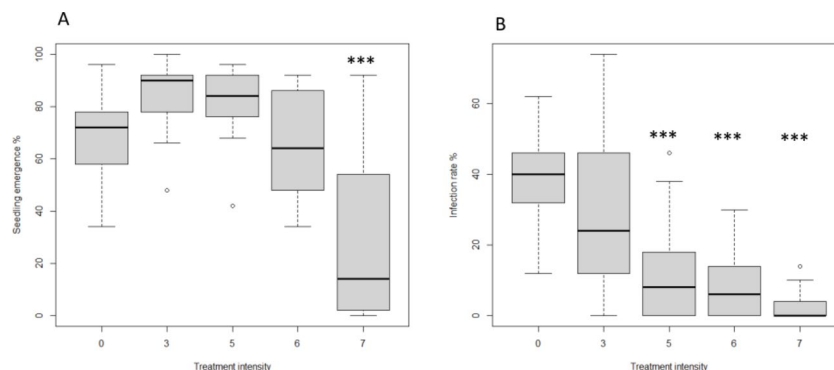 A
B
***
***
***
***
Seedling emergence %
100
80
60
40
20
0
0 3 5 6 7
Treatment intensity
Infection rate %
60
40
20
0
0 3 5 6 7
Treatment intensity